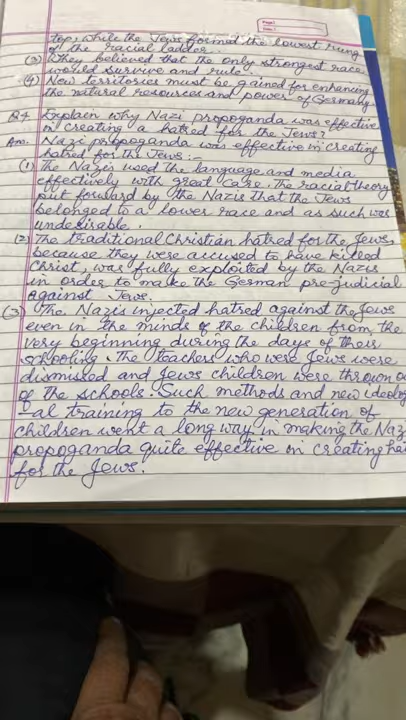 top, while the Jews formed the lowest rung
of the racial ladder.
(3) They believed that the only strongest race
would survive and rule.
(4) New territories must be gained for enhancing
the natural resources and power of Germany.
Q4 Explain why Nazi propoganda was effective
in creating a hatred for the Jews?
Ans. Nazi propoganda was effective in creating
hatred for the Jews :-
(1) The Nazis used the language and media
effectively with great care. The racial theory
put forward by the Nazis that the Jews
belonged to a lower race and as such was
undesirable.
(2) The traditional Christian hatred for the Jews,
because they were accused to have killed
Christ, was fully exploited by the Nazis
in order to make the German pre-judicial
against Jews.
(3) The Nazis injected hatred against the Jews
even in the minds of the children from the
very beginning during the days of their
schooling. The teachers who were Jews were
dismissed and Jews children were thrown o
of the schools. Such methods and new ideolog
-al training to the new generation of
children went a long way in making the Naz
propoganda quite effective in creating ha
for the Jews.